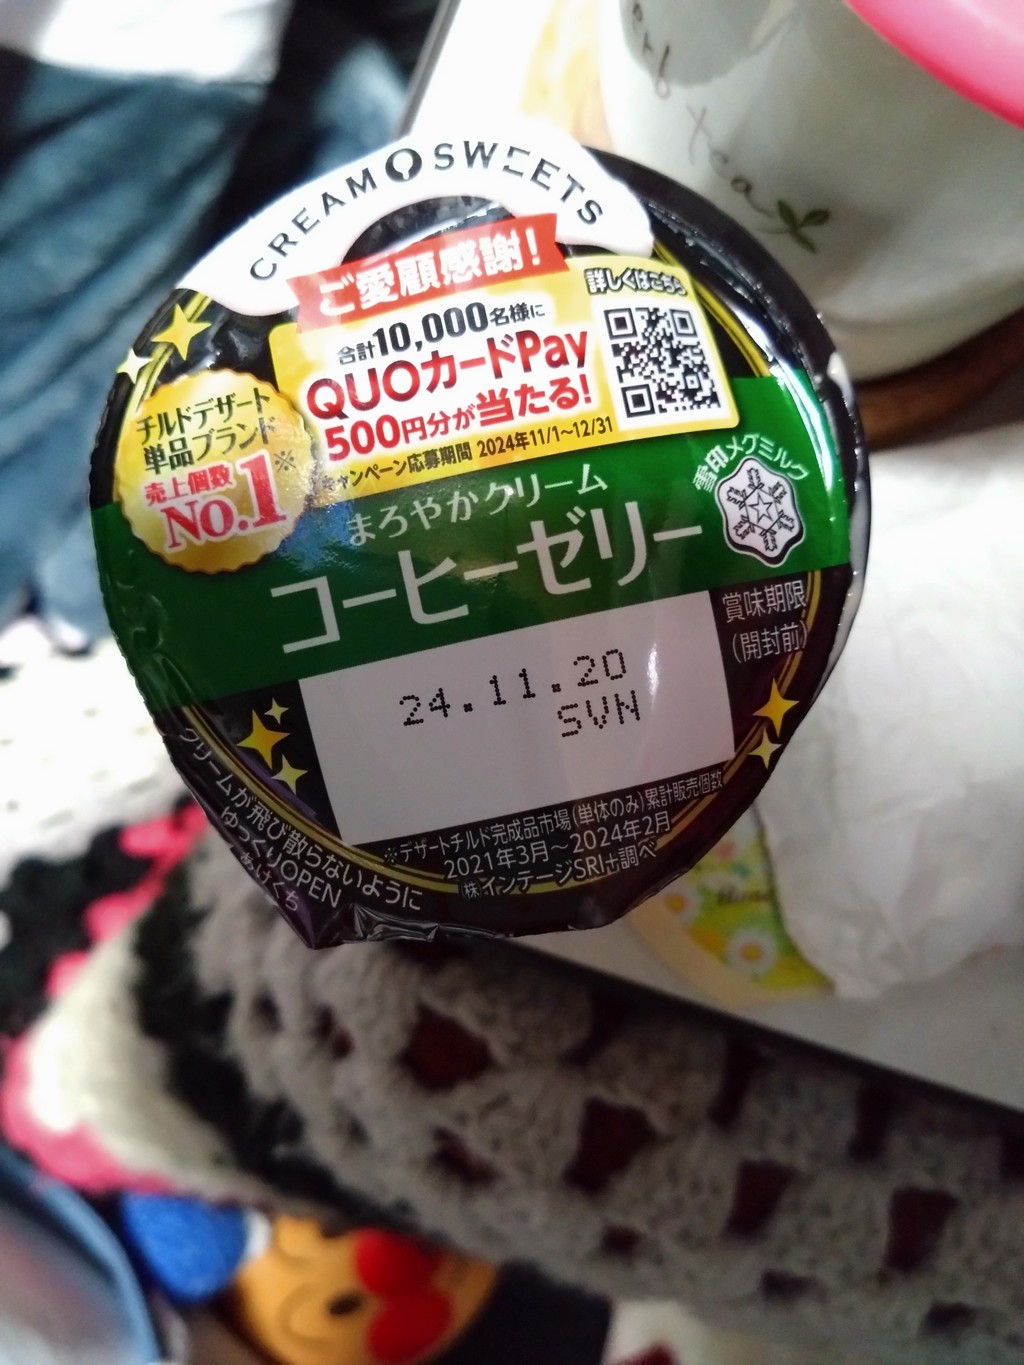 CREAM SWEETS
ご愛顧感謝!
合計10,000名様に
QUOカードPay
500円分が当たる!
キャンペーン応募期間 2024年11/1~12/31
詳しくはこちら
チルドデザート
単品ブランド
売上個数※
No.1
雪印メグミルク
まろやかクリーム
コーヒーゼリー
賞味期限
(開封前)
24.11.20
SVN
※デザートチルド完成品市場(単体のみ)累計販売個数
2021年3月~2024年2月
(株)インテージSRI+調べ
クリームが飛び散らないように
ゆっくりOPEN
あけくち